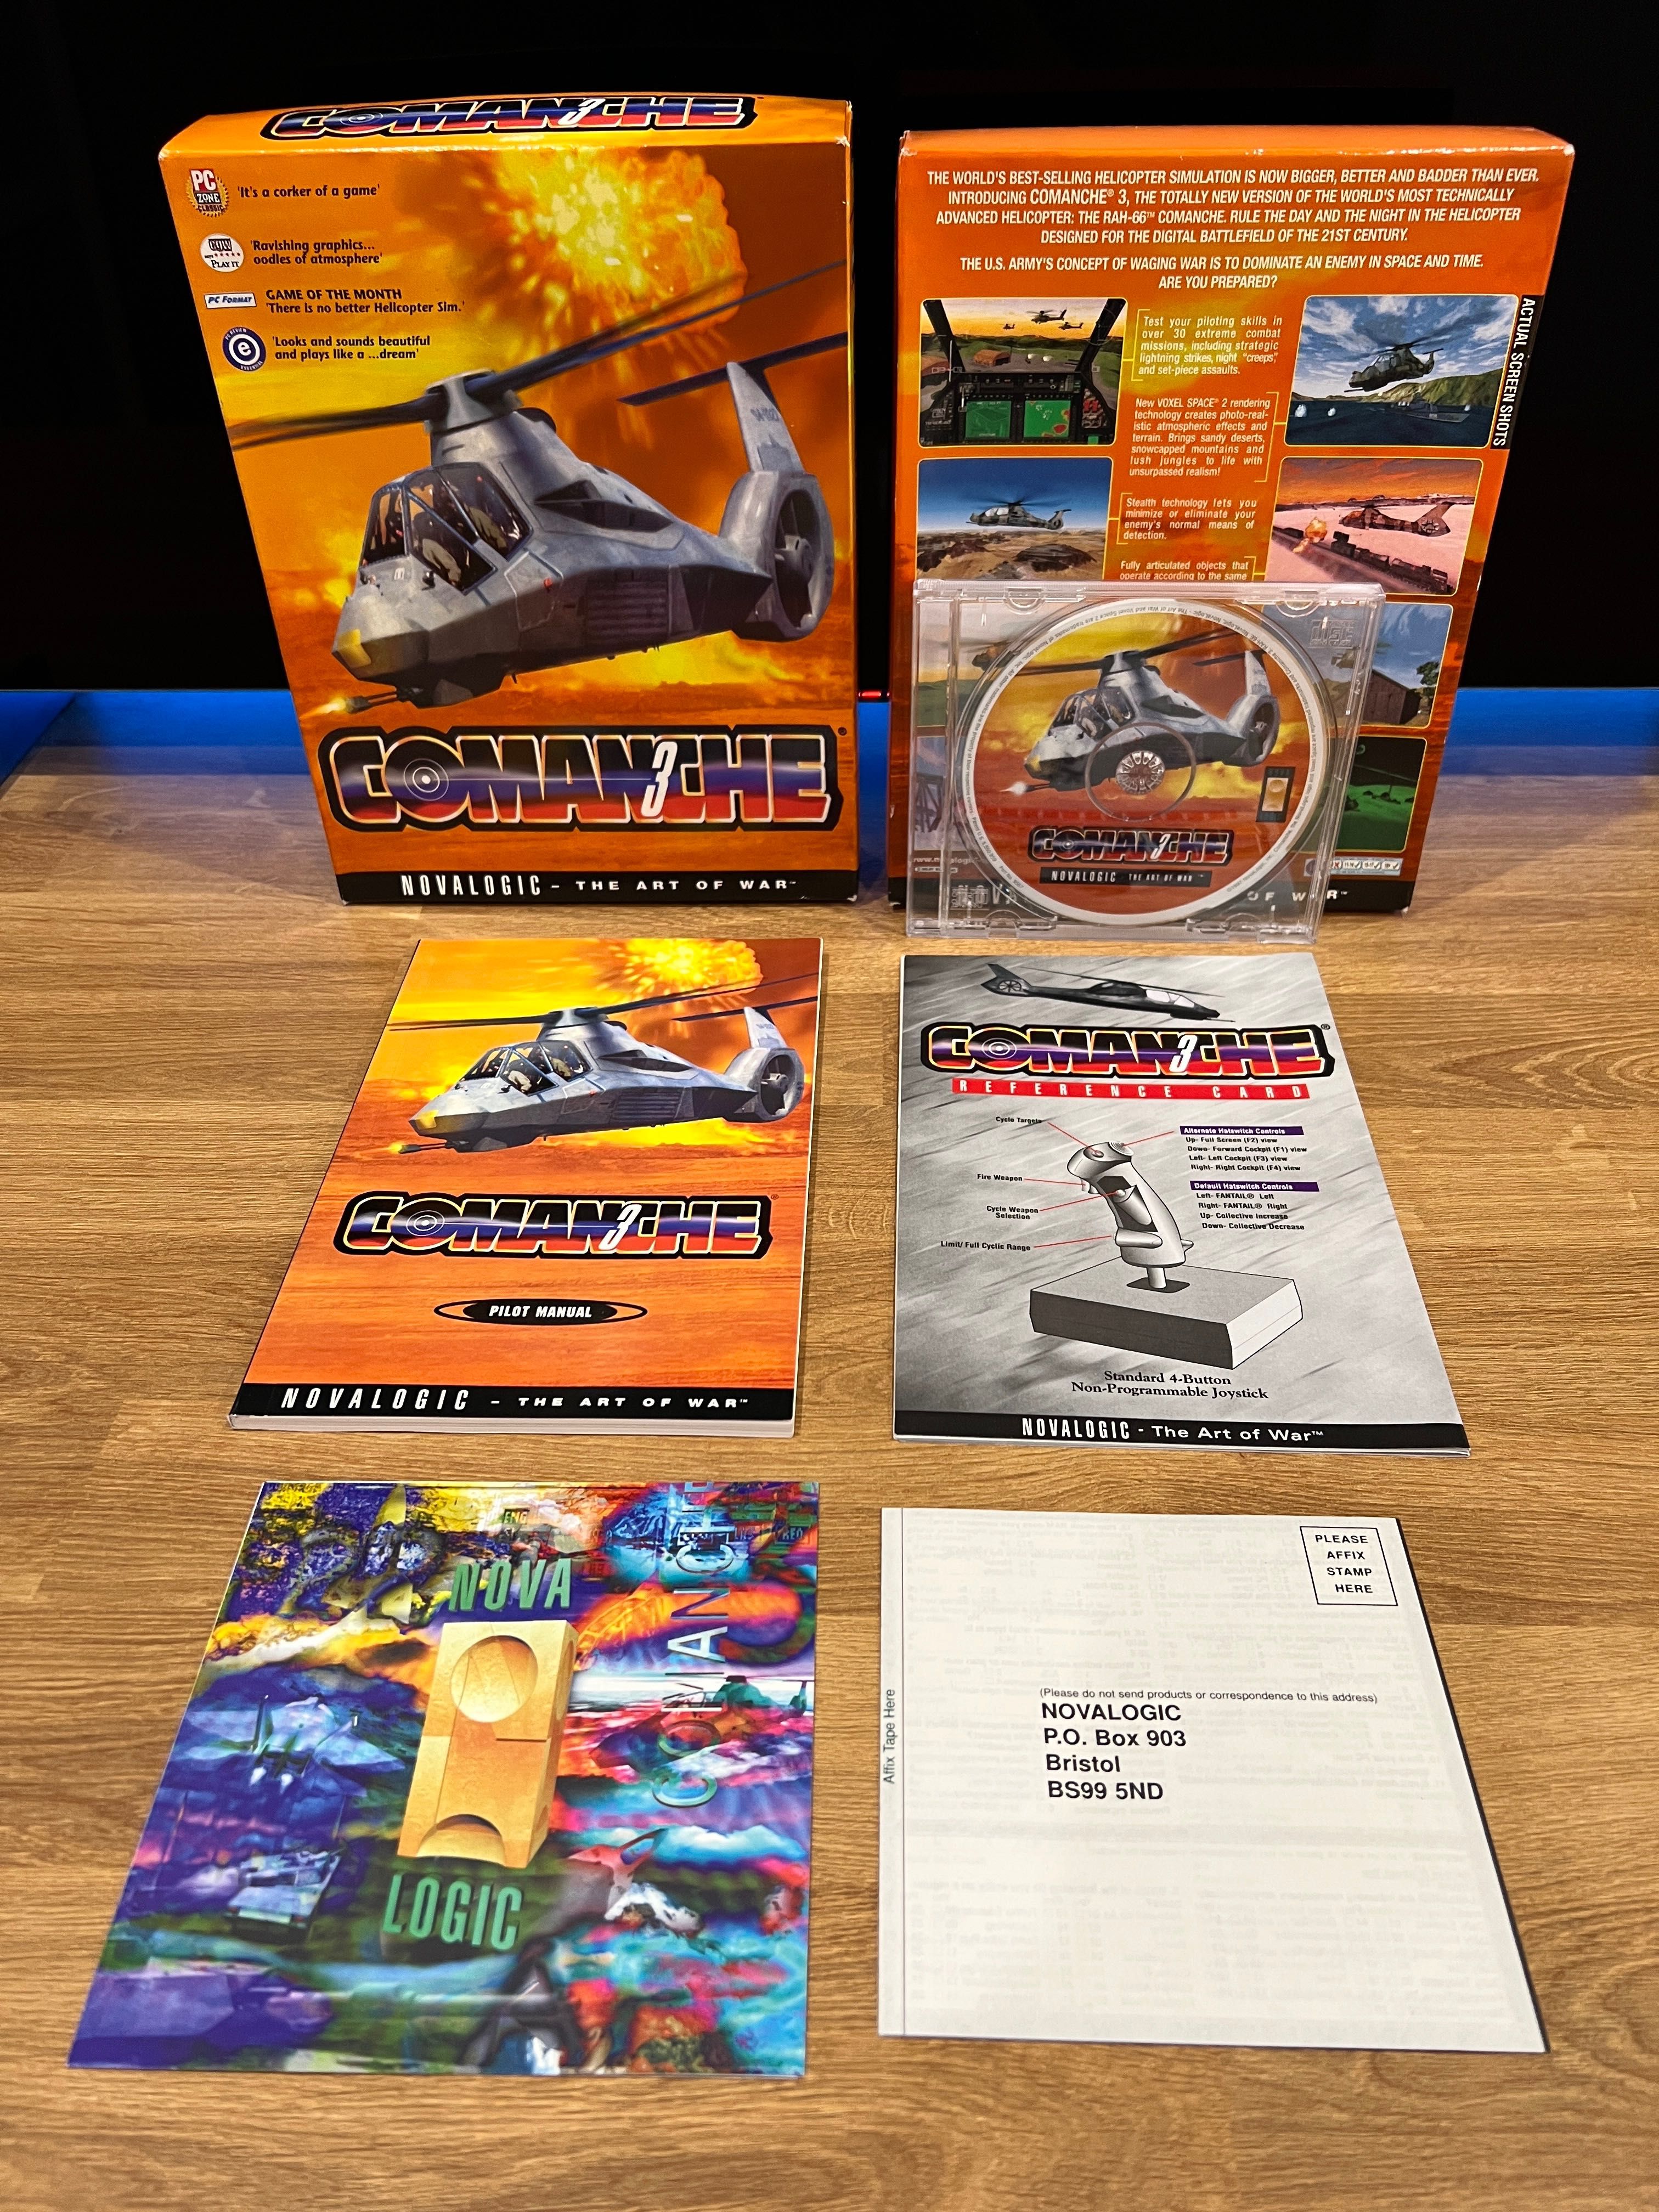 COMANCHE 3
PC
ZONE
CLASSIC
'It's a corker of a game'
CGW
PLAY IT
'Ravishing graphics...
oodles of atmosphere'
PC FORMAT
GAME OF THE MONTH
'There is no better Helicopter Sim.'
e
'Looks and sounds beautiful
and plays like a ...dream'
COMANCHE 3®
NOVALOGIC – THE ART OF WAR™
THE WORLD'S BEST-SELLING HELICOPTER SIMULATION IS NOW BIGGER, BETTER AND BADDER THAN EVER.
INTRODUCING COMANCHE® 3, THE TOTALLY NEW VERSION OF THE WORLD'S MOST TECHNICALLY
ADVANCED HELICOPTER: THE RAH-66™ COMANCHE. RULE THE DAY AND THE NIGHT IN THE HELICOPTER
DESIGNED FOR THE DIGITAL BATTLEFIELD OF THE 21ST CENTURY.
THE U.S. ARMY'S CONCEPT OF WAGING WAR IS TO DOMINATE AN ENEMY IN SPACE AND TIME.
ARE YOU PREPARED?
ACTUAL SCREEN SHOTS
Test your piloting skills in
over 30 extreme combat
missions, including strategic
lightning strikes, night "creeps,"
and set-piece assaults.
New VOXEL SPACE® 2 rendering
technology creates photo-real-
istic atmospheric effects and
terrain. Brings sandy deserts,
snowcapped mountains and
lush jungles to life with
unsurpassed realism!
Stealth technology lets you
minimize or eliminate your
enemy's normal means of
detection.
Fully articulated objects that
operate according to the same
COMANCHE 3
NOVALOGIC THE ART OF WAR™
OF WAR™
COMANCHE 3®
PILOT MANUAL
NOVALOGIC – THE ART OF WAR™
COMANCHE 3®
REFERENCE CARD
Cycle Targets
Fire Weapon
Cycle Weapon
Selection
Limit/ Full Cyclic Range
Alternate Hatswitch Controls
Up- Full Screen (F2) view
Down- Forward Cockpit (F1) view
Left- Left Cockpit (F3) view
Right- Right Cockpit (F4) view
Default Hatswitch Controls
Left- FANTAIL® Left
Right- FANTAIL® Right
Up- Collective Increase
Down- Collective Decrease
Standard 4-Button
Non-Programmable Joystick
NOVALOGIC - The Art of War™
NOVA
LOGIC
COMANCHE
PLEASE
AFFIX
STAMP
HERE
Affix Tape Here
(Please do not send products or correspondence to this address)
NOVALOGIC
P.O. Box 903
Bristol
BS99 5ND